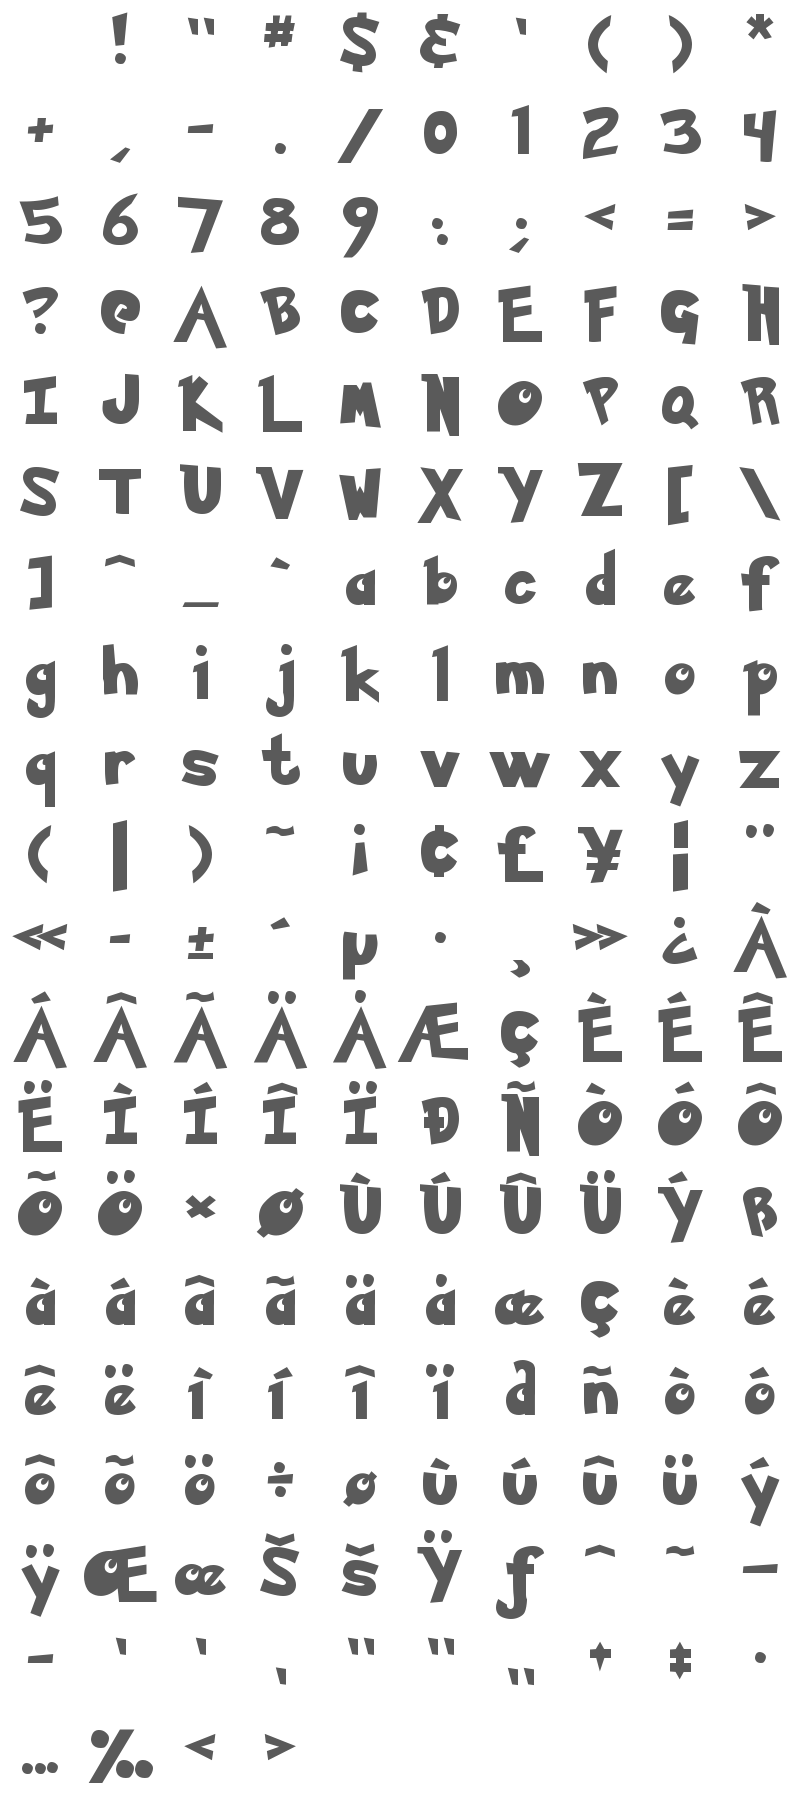 ! " # $ & ' ( ) *
+ , - . / 0 1 2 3 4
5 6 7 8 9 : ; < = >
? @ A B C D E F G H
I J K L M N O P Q R
S T U V W X Y Z [ \
] ^ _ ` a b c d e f
g h i j k l m n o p
q r s t u v w x y z
( | ) ~ ¡ ¢ £ ¥ ¦ ¨
« - ± ´ µ · ¸ » ¿ À
Á Â Ã Ä Å Æ Ç È É Ê
Ë Ì Í Î Ï Ð Ñ Ò Ó Ô
Õ Ö × Ø Ù Ú Û Ü Ý ß
à á â ã ä å æ ç è é
ê ë ì í î ï ð ñ ò ó
ô õ ö ÷ ø ù ú û ü ý
ÿ Œ œ Š š Ÿ ƒ ˆ ˜ –
— ‘ ’ ‚ “ ” „ † ‡ •
… ‰ ‹ ›